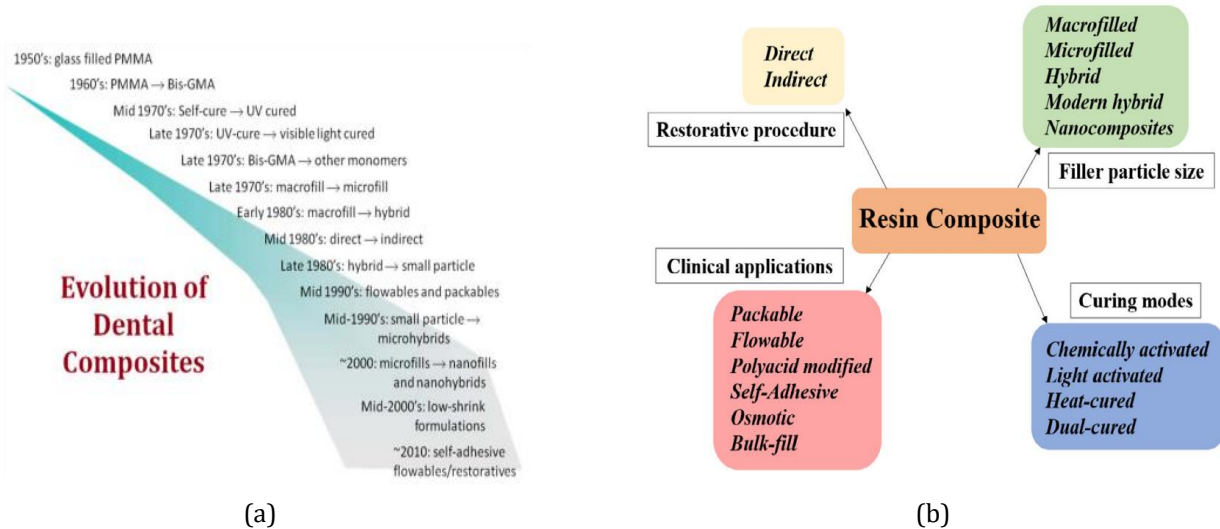 1950's: glass filled PMMA
1960's: PMMA → Bis-GMA
Mid 1970's: Self-cure → UV cured
Late 1970's: UV-cure → visible light cured
Late 1970's: Bis-GMA → other monomers
Late 1970's: macrofill → microfill
Early 1980's: macrofill → hybrid
Mid 1980's: direct → indirect
Late 1980's: hybrid → small particle
Mid 1990's: flowables and packables
Mid-1990's: small particle →
microhybrids
~2000: microfills → nanofills
and nanohybrids
Mid-2000's: low-shrink
formulations
~2010: self-adhesive
flowables/restoratives
Evolution of
Dental
Composites
(a)
Direct
Indirect
Restorative procedure
Macrofilled
Microfilled
Hybrid
Modern hybrid
Nanocomposites
Filler particle size
Resin Composite
Clinical applications
Packable
Flowable
Polyacid modified
Self-Adhesive
Osmotic
Bulk-fill
Curing modes
Chemically activated
Light activated
Heat-cured
Dual-cured
(b)